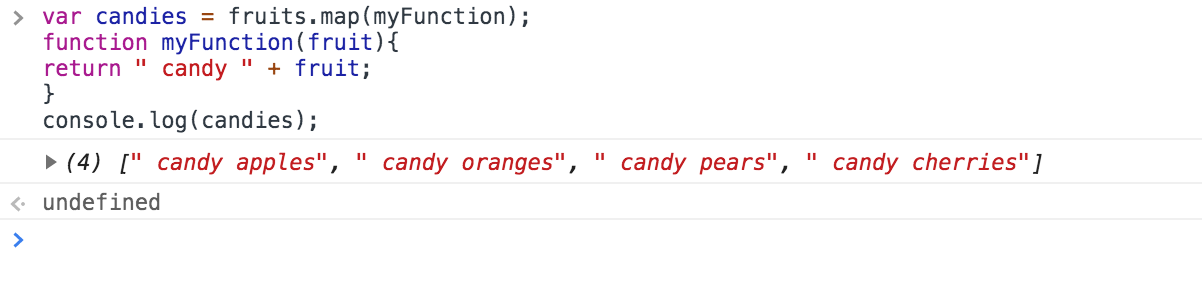 var candies = fruits.map(myFunction);
function myFunction(fruit){
return " candy " + fruit;
}
console.log(candies);
(4) [" candy apples", " candy oranges", " candy pears", " candy cherries"]
undefined